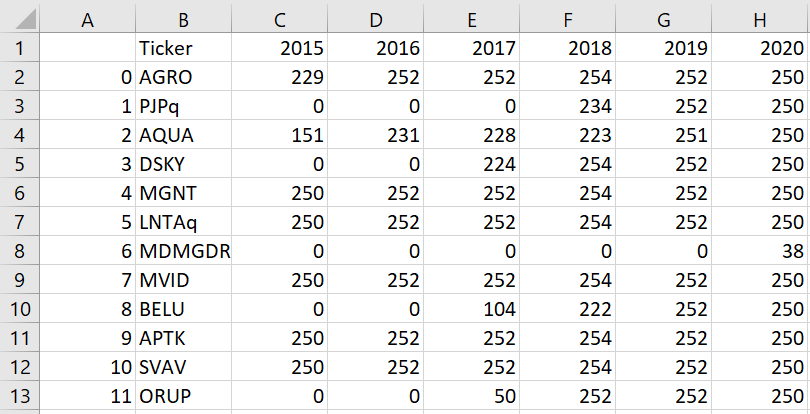 A B C D E F G H
1 Ticker 2015 2016 2017 2018 2019 2020
2 0 AGRO 229 252 252 254 252 250
3 1 PJPq 0 0 0 234 252 250
4 2 AQUA 151 231 228 223 251 250
5 3 DSKY 0 0 224 254 252 250
6 4 MGNT 250 252 252 254 252 250
7 5 LNTAq 250 252 252 254 252 250
8 6 MDMGDR 0 0 0 0 0 38
9 7 MVID 250 252 252 254 252 250
10 8 BELU 0 0 104 222 252 250
11 9 APTK 250 252 252 254 252 250
12 10 SVAV 250 252 252 254 252 250
13 11 ORUP 0 0 50 252 252 250